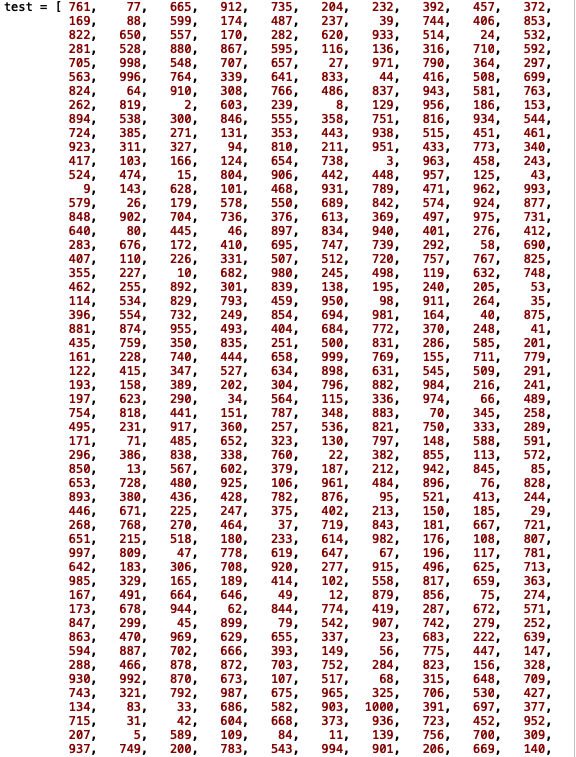 test = [ 761, 77, 665, 912, 735, 204, 232, 392, 457, 372,
169, 88, 599, 174, 487, 237, 39, 744, 406, 853,
822, 650, 557, 170, 282, 620, 933, 514, 24, 532,
281, 528, 880, 867, 595, 116, 136, 316, 710, 592,
705, 998, 548, 707, 657, 27, 971, 790, 364, 297,
563, 996, 764, 339, 641, 833, 44, 416, 508, 699,
824, 64, 910, 308, 766, 486, 837, 943, 581, 763,
262, 819, 2, 603, 239, 8, 129, 956, 186, 153,
894, 538, 300, 846, 555, 358, 751, 816, 934, 544,
724, 385, 271, 131, 353, 443, 938, 515, 451, 461,
923, 311, 327, 94, 810, 211, 951, 433, 773, 340,
417, 103, 166, 124, 654, 738, 3, 963, 458, 243,
524, 474, 15, 804, 906, 442, 448, 957, 125, 43,
9, 143, 628, 101, 468, 931, 789, 471, 962, 993,
579, 26, 179, 578, 550, 689, 842, 574, 924, 877,
848, 902, 704, 736, 376, 613, 369, 497, 975, 731,
640, 80, 445, 46, 897, 834, 940, 401, 276, 412,
283, 676, 172, 410, 695, 747, 739, 292, 58, 690,
407, 110, 226, 331, 507, 512, 720, 757, 767, 825,
355, 227, 10, 682, 980, 245, 498, 119, 632, 748,
462, 255, 892, 301, 839, 138, 195, 240, 205, 53,
114, 534, 829, 793, 459, 950, 98, 911, 264, 35,
396, 554, 732, 249, 854, 694, 981, 164, 40, 875,
881, 874, 955, 493, 404, 684, 772, 370, 248, 41,
435, 759, 350, 835, 251, 500, 831, 286, 585, 201,
161, 228, 740, 444, 658, 999, 769, 155, 711, 779,
122, 415, 347, 527, 634, 898, 631, 545, 509, 291,
193, 158, 389, 202, 304, 796, 882, 984, 216, 241,
197, 623, 290, 34, 564, 115, 336, 974, 66, 489,
754, 818, 441, 151, 787, 348, 883, 70, 345, 258,
495, 231, 917, 360, 257, 536, 821, 750, 333, 289,
171, 71, 485, 652, 323, 130, 797, 148, 588, 591,
296, 386, 838, 338, 760, 22, 382, 855, 113, 572,
850, 13, 567, 602, 379, 187, 212, 942, 845, 85,
653, 728, 480, 925, 106, 961, 484, 896, 76, 828,
893, 380, 436, 428, 782, 876, 95, 521, 413, 244,
446, 671, 225, 247, 375, 402, 213, 150, 185, 29,
268, 768, 270, 464, 37, 719, 843, 181, 667, 721,
651, 215, 518, 180, 233, 614, 982, 176, 108, 807,
997, 809, 47, 778, 619, 647, 67, 196, 117, 781,
642, 183, 306, 708, 920, 277, 915, 496, 625, 713,
985, 329, 165, 189, 414, 102, 558, 817, 659, 363,
167, 491, 664, 646, 49, 12, 879, 856, 75, 274,
173, 678, 944, 62, 844, 774, 419, 287, 672, 571,
847, 299, 45, 899, 79, 542, 907, 742, 279, 252,
863, 470, 969, 629, 655, 337, 23, 683, 222, 639,
594, 887, 702, 666, 393, 149, 56, 775, 447, 147,
288, 466, 878, 872, 703, 752, 284, 823, 156, 328,
930, 992, 870, 673, 107, 517, 68, 315, 648, 709,
743, 321, 792, 987, 675, 965, 325, 706, 530, 427,
134, 83, 33, 686, 582, 903, 1000, 391, 697, 377,
715, 31, 42, 604, 668, 373, 936, 723, 452, 952,
207, 5, 589, 109, 84, 11, 139, 756, 700, 309,
937, 749, 200, 783, 543, 994, 901, 206, 669, 140,